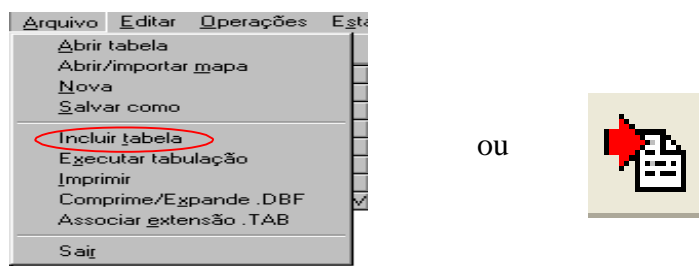 Arquivo Editar Operações Est
Abrir tabela
Abrir/importar mapa
Nova
Salvar como
Incluir tabela
Executar tabulação
Imprimir
Comprime/Expande .DBF
Associar extensão .TAB
Sair
ou